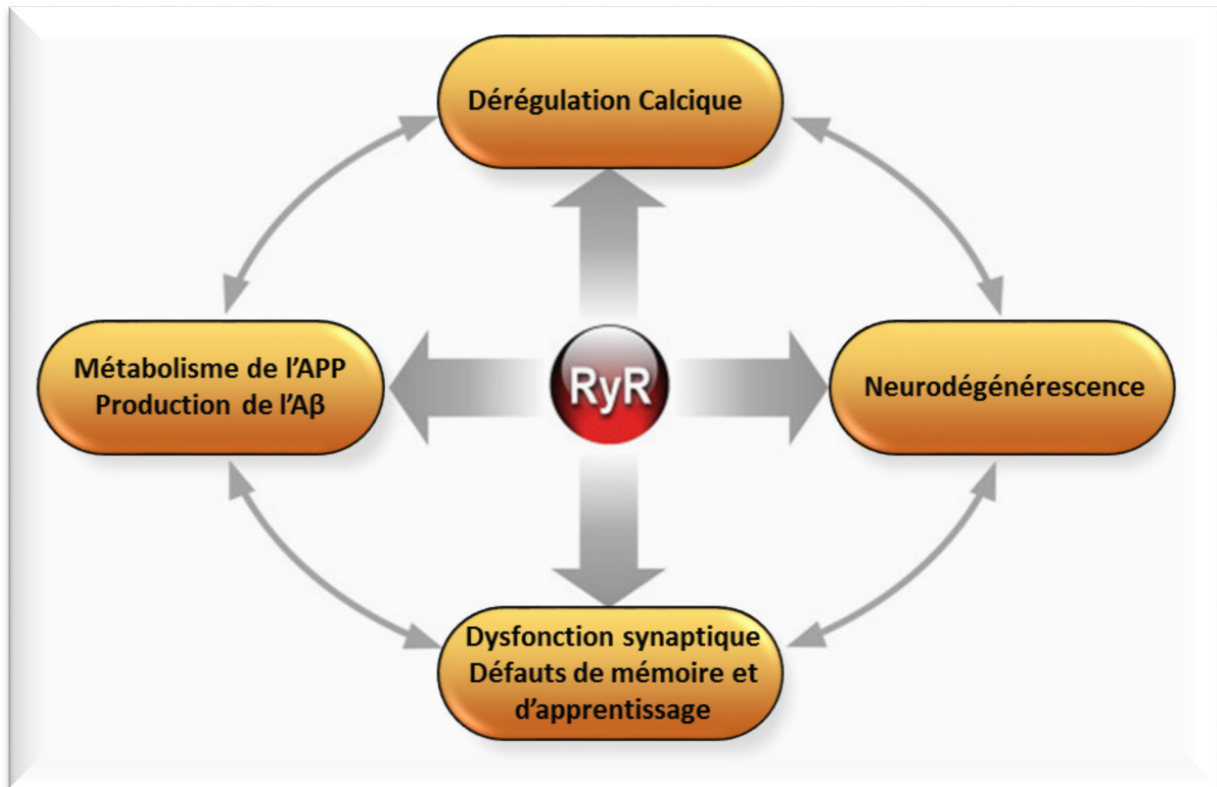 Dérégulation Calcique
Métabolisme de l’APP
Production de l’Aβ
RyR
Neurodégénérescence
Dysfonction synaptique
Défauts de mémoire et
d’apprentissage